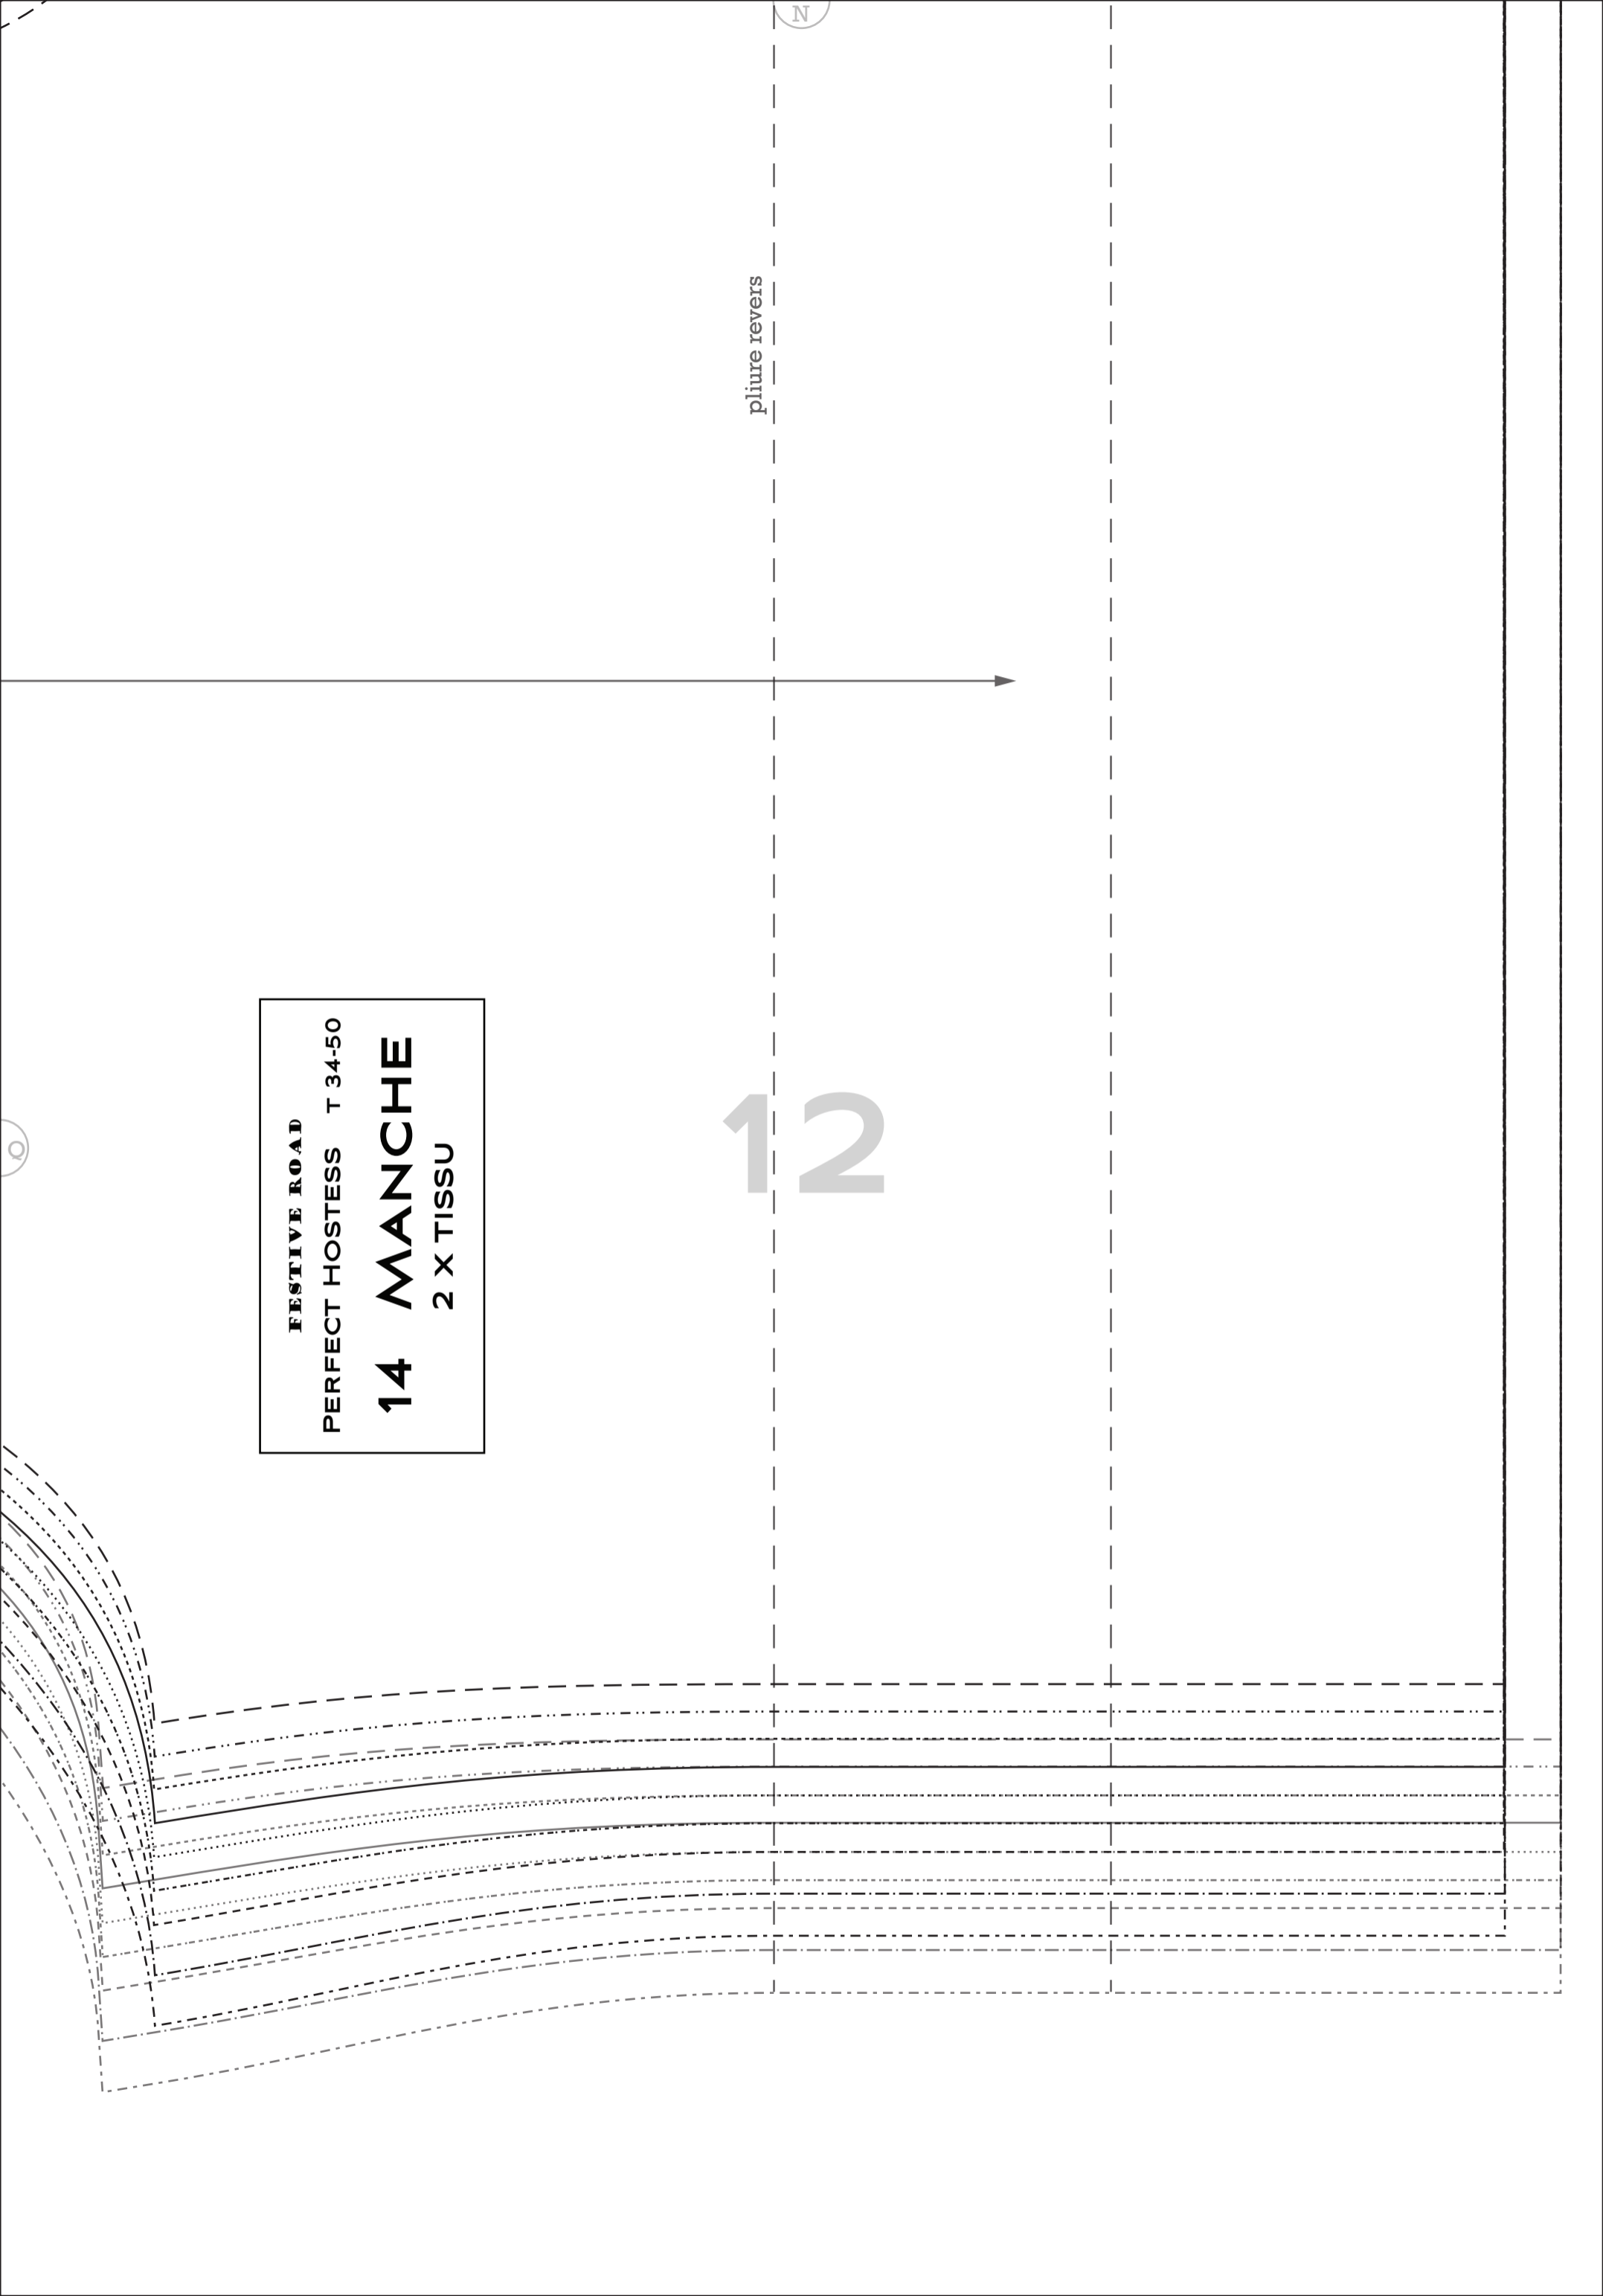 N
pliure revers
FESTIVE ROAD
PERFECT HOSTESS T 34-50
14 MANCHE
2 X TISSU
12
Q